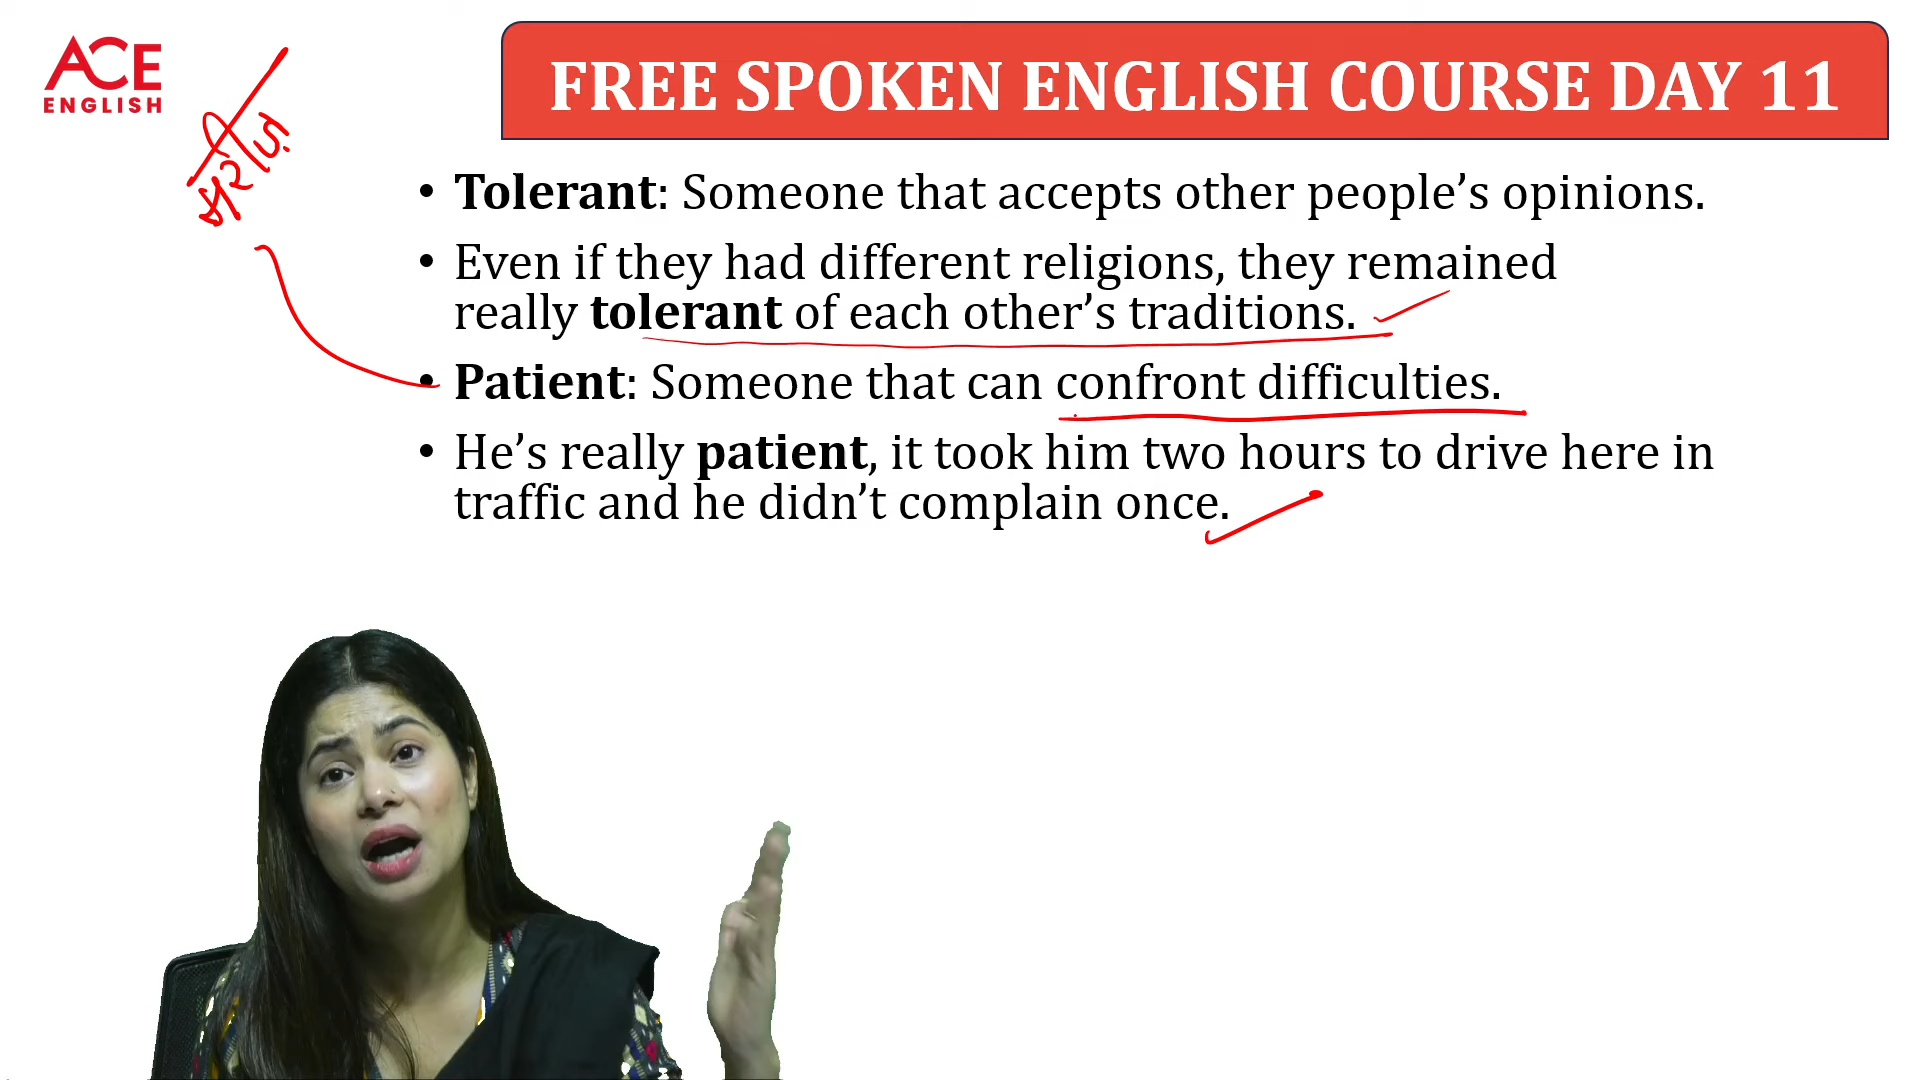 ACE
ENGLISH
FREE SPOKEN ENGLISH COURSE DAY 11
मरीज़
• Tolerant: Someone that accepts other people’s opinions.
• Even if they had different religions, they remained
really tolerant of each other’s traditions.
• Patient: Someone that can confront difficulties.
• He’s really patient, it took him two hours to drive here in
traffic and he didn’t complain once.